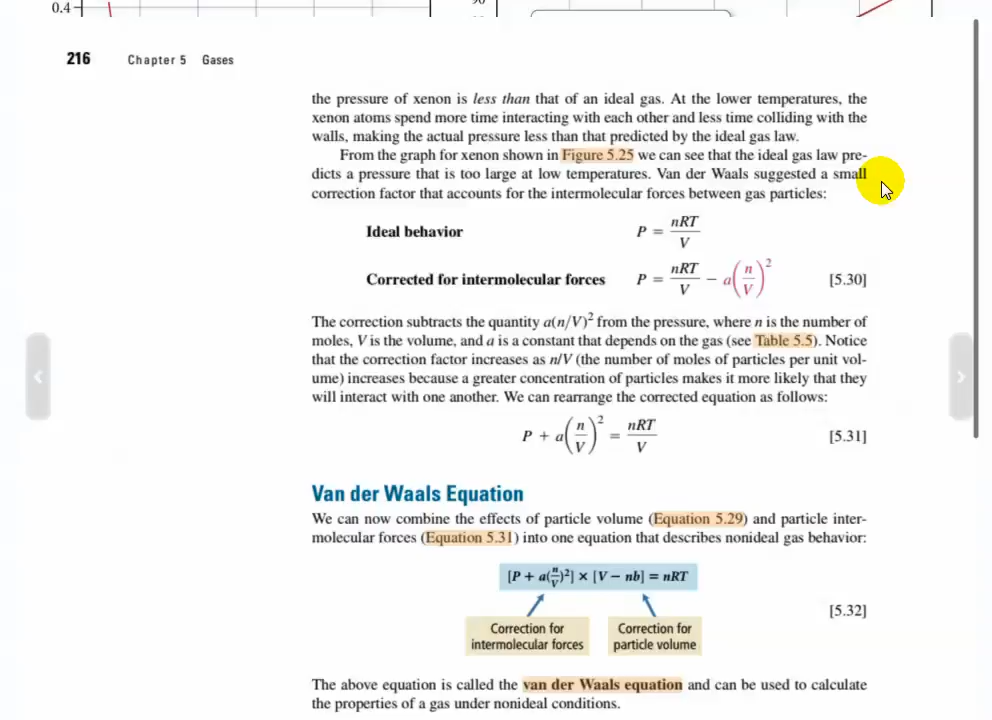 0.4
90
216 Chapter 5 Gases
the pressure of xenon is less than that of an ideal gas. At the lower temperatures, the
xenon atoms spend more time interacting with each other and less time colliding with the
walls, making the actual pressure less than that predicted by the ideal gas law.
From the graph for xenon shown in Figure 5.25 we can see that the ideal gas law pre-
dicts a pressure that is too large at low temperatures. Van der Waals suggested a small
correction factor that accounts for the intermolecular forces between gas particles:
Ideal behavior P = nRT/V
Corrected for intermolecular forces P = nRT/V − a(n/V)² [5.30]
The correction subtracts the quantity a(n/V)² from the pressure, where n is the number of
moles, V is the volume, and a is a constant that depends on the gas (see Table 5.5). Notice
that the correction factor increases as n/V (the number of moles of particles per unit vol-
ume) increases because a greater concentration of particles makes it more likely that they
will interact with one another. We can rearrange the corrected equation as follows:
P + a(n/V)² = nRT/V [5.31]
Van der Waals Equation
We can now combine the effects of particle volume (Equation 5.29) and particle inter-
molecular forces (Equation 5.31) into one equation that describes nonideal gas behavior:
[P + a(n/V)²] × [V − nb] = nRT
[5.32]
Correction for Correction for
intermolecular forces particle volume
The above equation is called the van der Waals equation and can be used to calculate
the properties of a gas under nonideal conditions.